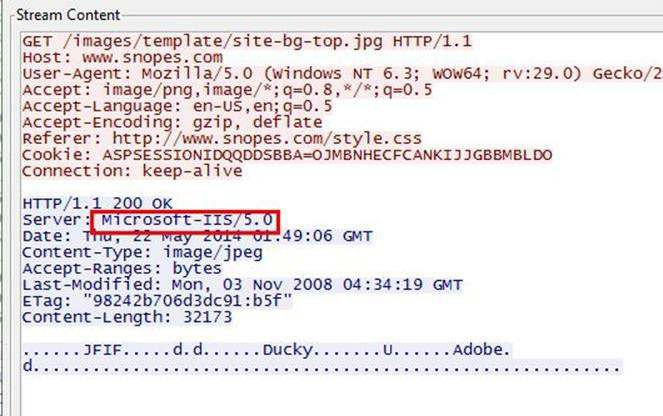 Stream Content
GET /images/template/site-bg-top.jpg HTTP/1.1
Host: www.snopes.com
User-Agent: Mozilla/5.0 (Windows NT 6.3; WOW64; rv:29.0) Gecko/2
Accept: image/png,image/*;q=0.8,*/*;q=0.5
Accept-Language: en-US,en;q=0.5
Accept-Encoding: gzip, deflate
Referer: http://www.snopes.com/style.css
Cookie: ASPSESSIONIDQQDDSBBA=OJMBNHECFCANKIJJGBBMBLDO
Connection: keep-alive
HTTP/1.1 200 OK
Server: Microsoft-IIS/5.0
Date: Thu, 22 May 2014 01:49:06 GMT
Content-Type: image/jpeg
Accept-Ranges: bytes
Last-Modified: Mon, 03 Nov 2008 04:34:19 GMT
ETag: "98242b706d3dc91:b5f"
Content-Length: 32173
......JFIF.....d.d......Ducky.......U......Adobe.
d.........................................................